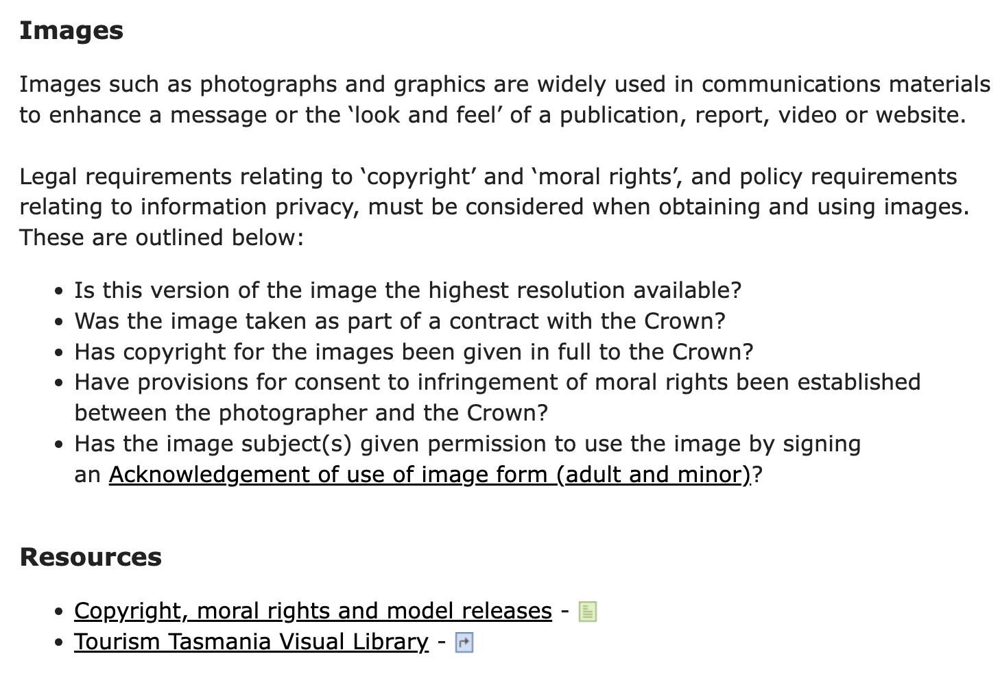 Images
Images such as photographs and graphics are widely used in communications materials
to enhance a message or the ‘look and feel’ of a publication, report, video or website.
Legal requirements relating to ‘copyright’ and ‘moral rights’, and policy requirements
relating to information privacy, must be considered when obtaining and using images.
These are outlined below:
• Is this version of the image the highest resolution available?
• Was the image taken as part of a contract with the Crown?
• Has copyright for the images been given in full to the Crown?
• Have provisions for consent to infringement of moral rights been established
between the photographer and the Crown?
• Has the image subject(s) given permission to use the image by signing
an Acknowledgement of use of image form (adult and minor)?
Resources
• Copyright, moral rights and model releases -
• Tourism Tasmania Visual Library -